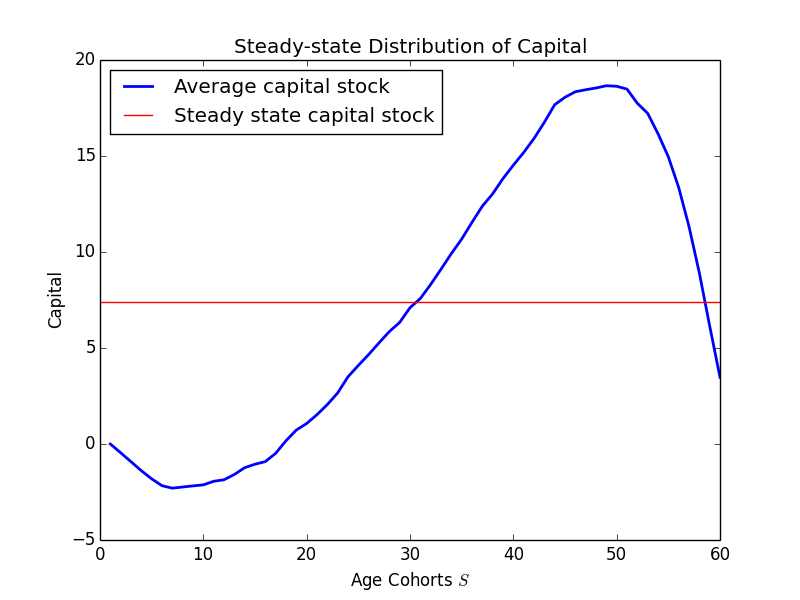 Steady-state Distribution of Capital
Average capital stock
Steady state capital stock
20
15
10
5
0
−5
Capital
0 10 20 30 40 50 60
Age Cohorts S